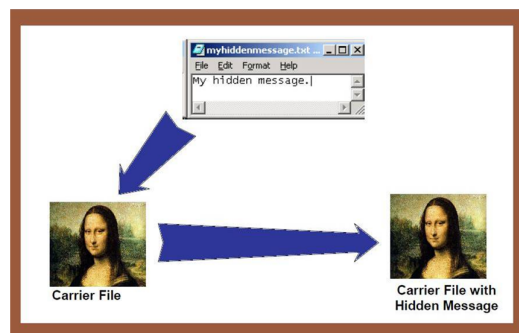 myhiddenmessage.txt ...
File Edit Format Help
My hidden message.
Carrier File
Carrier File with
Hidden Message